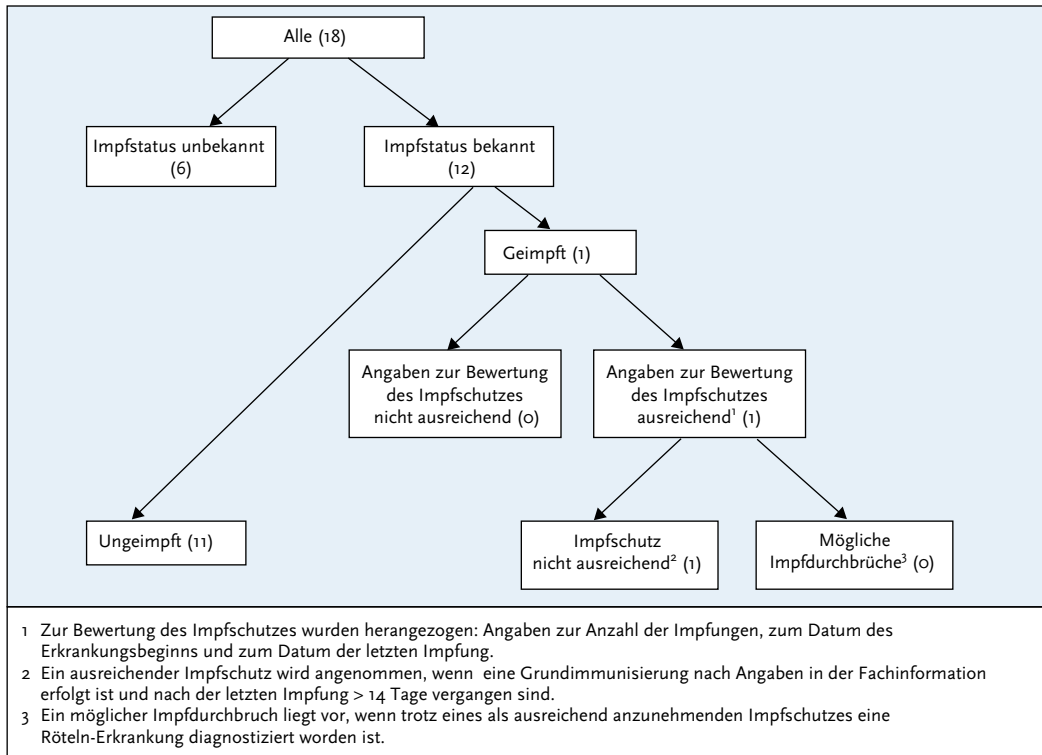 Alle (18)
Impfstatus unbekannt
(6)
Impfstatus bekannt
(12)
Geimpft (1)
Angaben zur Bewertung
des Impfschutzes
nicht ausreichend (0)
Angaben zur Bewertung
des Impfschutzes
ausreichend¹ (1)
Ungeimpft (11)
Impfschutz
nicht ausreichend² (1)
Mögliche
Impfdurchbrüche³ (0)
1 Zur Bewertung des Impfschutzes wurden herangezogen: Angaben zur Anzahl der Impfungen, zum Datum des
Erkrankungsbeginns und zum Datum der letzten Impfung.
2 Ein ausreichender Impfschutz wird angenommen, wenn eine Grundimmunisierung nach Angaben in der Fachinformation
erfolgt ist und nach der letzten Impfung > 14 Tage vergangen sind.
3 Ein möglicher Impfdurchbruch liegt vor, wenn trotz eines als ausreichend anzunehmenden Impfschutzes eine
Röteln-Erkrankung diagnostiziert worden ist.